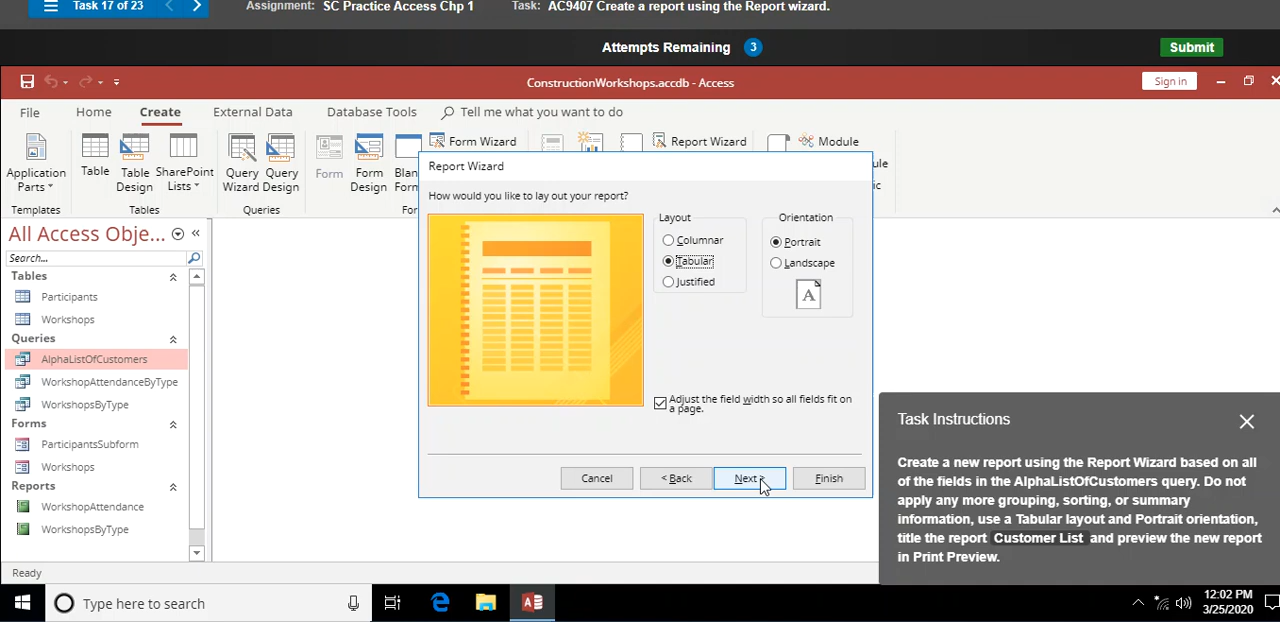 Task 17 of 23
Assignment: SC Practice Access Chp 1
Task: AC9407 Create a report using the Report wizard.
Attempts Remaining 3
Submit
ConstructionWorkshops.accdb - Access
Sign in
File Home Create External Data Database Tools Tell me what you want to do
Form Wizard
Report Wizard
Module
Application Parts
Table
Table Design
SharePoint Lists
Query Wizard
Query Design
Form
Form Design
Templates
Tables
Queries
Report Wizard
How would you like to lay out your report?
Layout
Columnar
Tabular
Justified
Orientation
Portrait
Landscape
A
Adjust the field width so all fields fit on
a page.
Cancel
< Back
Next >
Finish
All Access Obje...
Search...
Tables
Participants
Workshops
Queries
AlphaListOfCustomers
WorkshopAttendanceByType
WorkshopsByType
Forms
ParticipantsSubform
Workshops
Reports
WorkshopAttendance
WorkshopsByType
Task Instructions
Create a new report using the Report Wizard based on all
of the fields in the AlphaListOfCustomers query. Do not
apply any more grouping, sorting, or summary
information, use a Tabular layout and Portrait orientation,
title the report Customer List and preview the new report
in Print Preview.
Ready
Type here to search
12:02 PM
3/25/2020